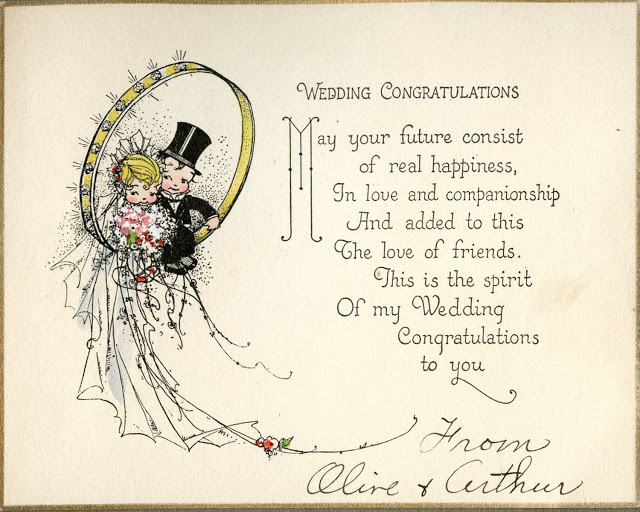 Wedding Congratulations
May your future consist
of real happiness,
In love and companionship
And added to this
The love of friends.
This is the spirit
Of my Wedding
Congratulations
to you
From
Olive & Arthur